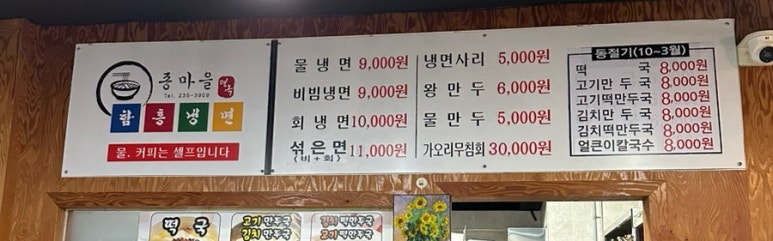 종마을
Tel. 235-3909
함흥냉면
물. 커피는 셀프입니다
물냉면 9,000원
비빔냉면 9,000원
회냉면 10,000원
섞은면 11,000원
(비+회)
냉면사리 5,000원
왕만두 6,000원
물만두 5,000원
가오리무침회 30,000원
동절기(10~3월)
떡국 8,000원
고기만두국 8,000원
고기떡만두국 8,000원
김치만두국 8,000원
김치떡만두국 8,000원
얼큰이칼국수 8,000원
떡국
고기만두국
김치만두국
고기떡만두국
김치떡만두국